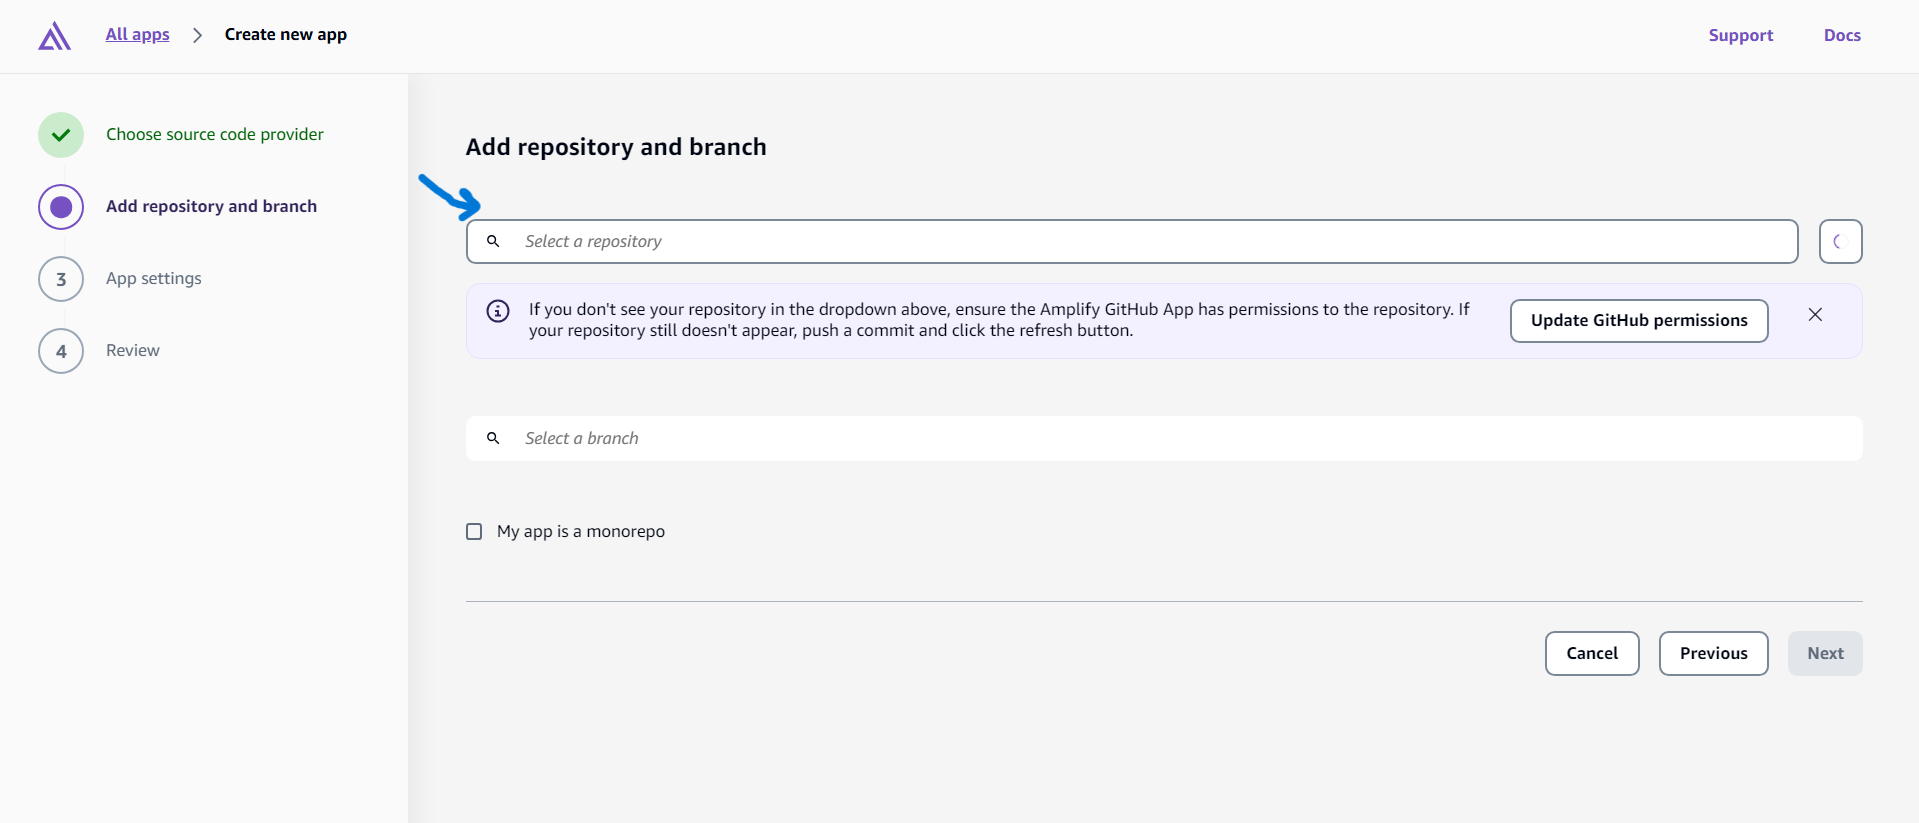 All apps
Create new app
Support
Docs
Choose source code provider
Add repository and branch
3
App settings
4
Review
Add repository and branch
Select a repository
If you don't see your repository in the dropdown above, ensure the Amplify GitHub App has permissions to the repository. If
your repository still doesn't appear, push a commit and click the refresh button.
Update GitHub permissions
Select a branch
My app is a monorepo
Cancel
Previous
Next